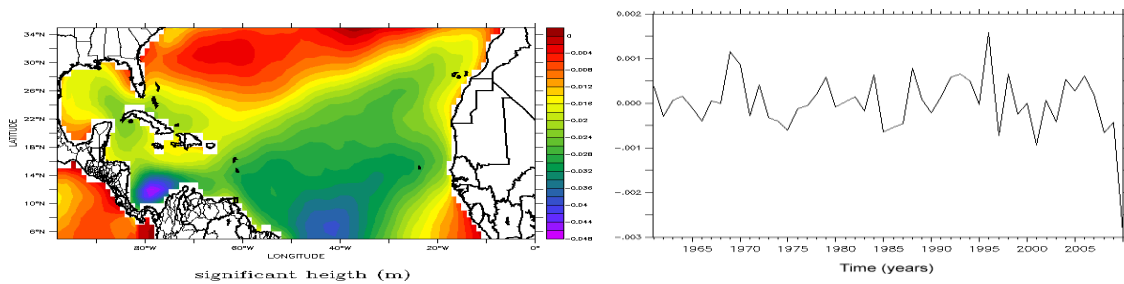 34°N
30°N
26°N
22°N
18°N
14°N
10°N
6°N
LATITUDE
80°W
60°W
40°W
20°W
0°
LONGITUDE
significant heigth (m)
0
-0.004
-0.008
-0.012
-0.016
-0.02
-0.024
-0.028
-0.032
-0.036
-0.04
-0.044
-0.048
0.002
0.001
0.000
-0.001
-0.002
-0.003
1965
1970
1975
1980
1985
1990
1995
2000
2005
Time (years)